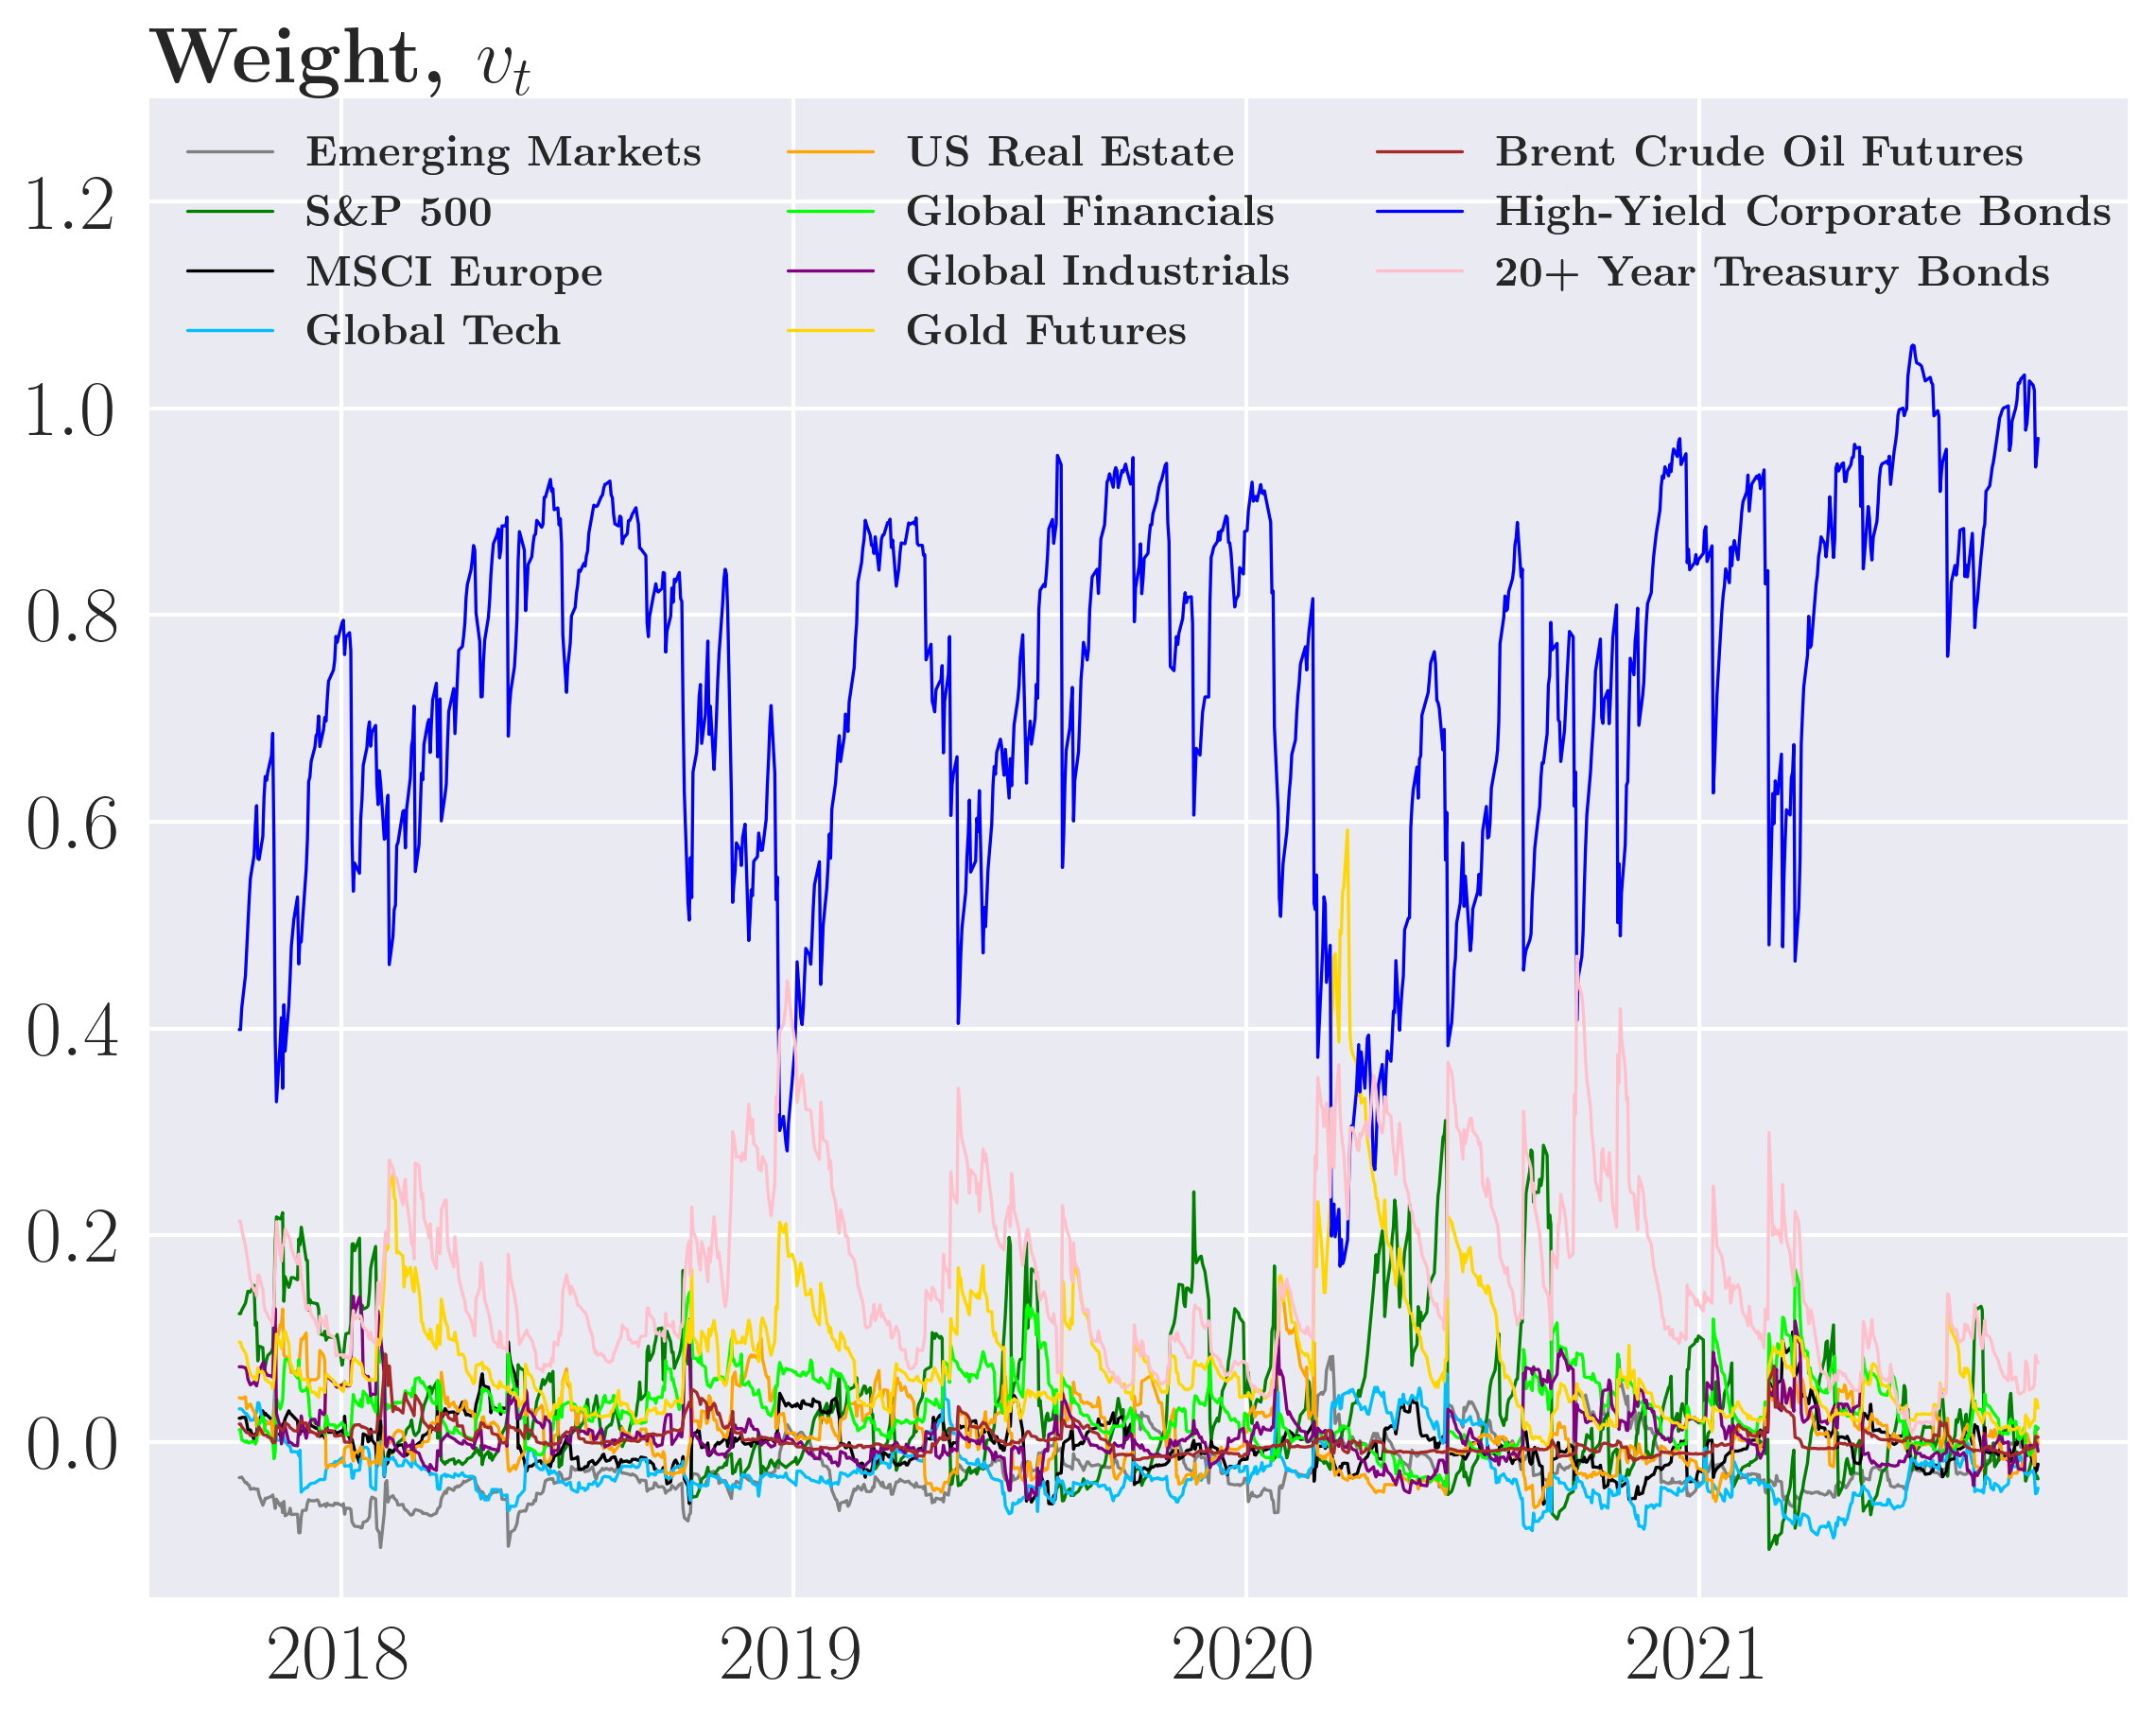 Weight, vₜ
Emerging Markets
S&P 500
MSCI Europe
Global Tech
US Real Estate
Global Financials
Global Industrials
Gold Futures
Brent Crude Oil Futures
High-Yield Corporate Bonds
20+ Year Treasury Bonds
1.2
1.0
0.8
0.6
0.4
0.2
0.0
2018 2019 2020 2021